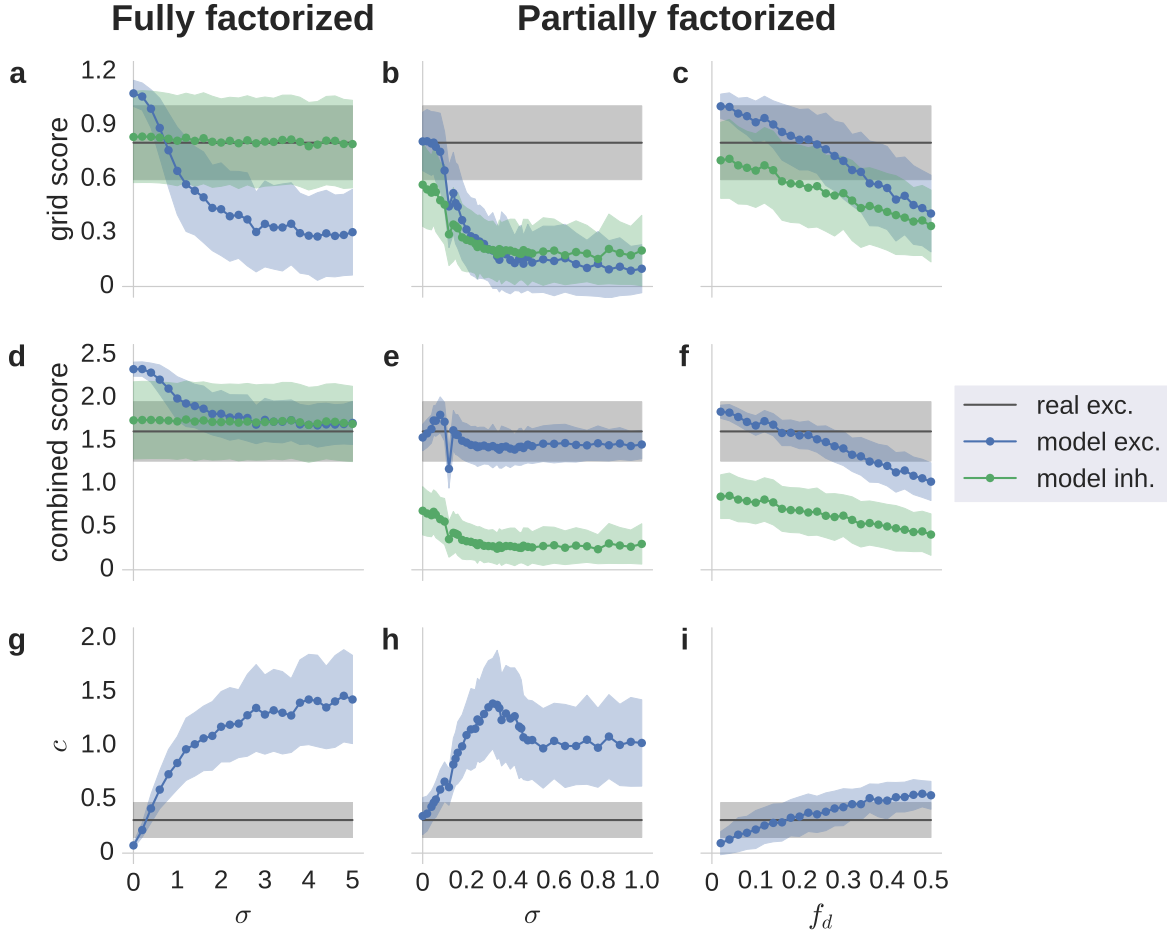 Fully factorized
Partially factorized
a
1.2
0.9
0.6
0.3
0
grid score
b
c
d
2.5
2.0
1.5
1.0
0.5
0
combined score
e
f
real exc.
model exc.
model inh.
g
2.0
1.5
1.0
0.5
0
c
h
i
0 1 2 3 4 5
σ
0 0.2 0.4 0.6 0.8 1.0
σ
0 0.1 0.2 0.3 0.4 0.5
f_d